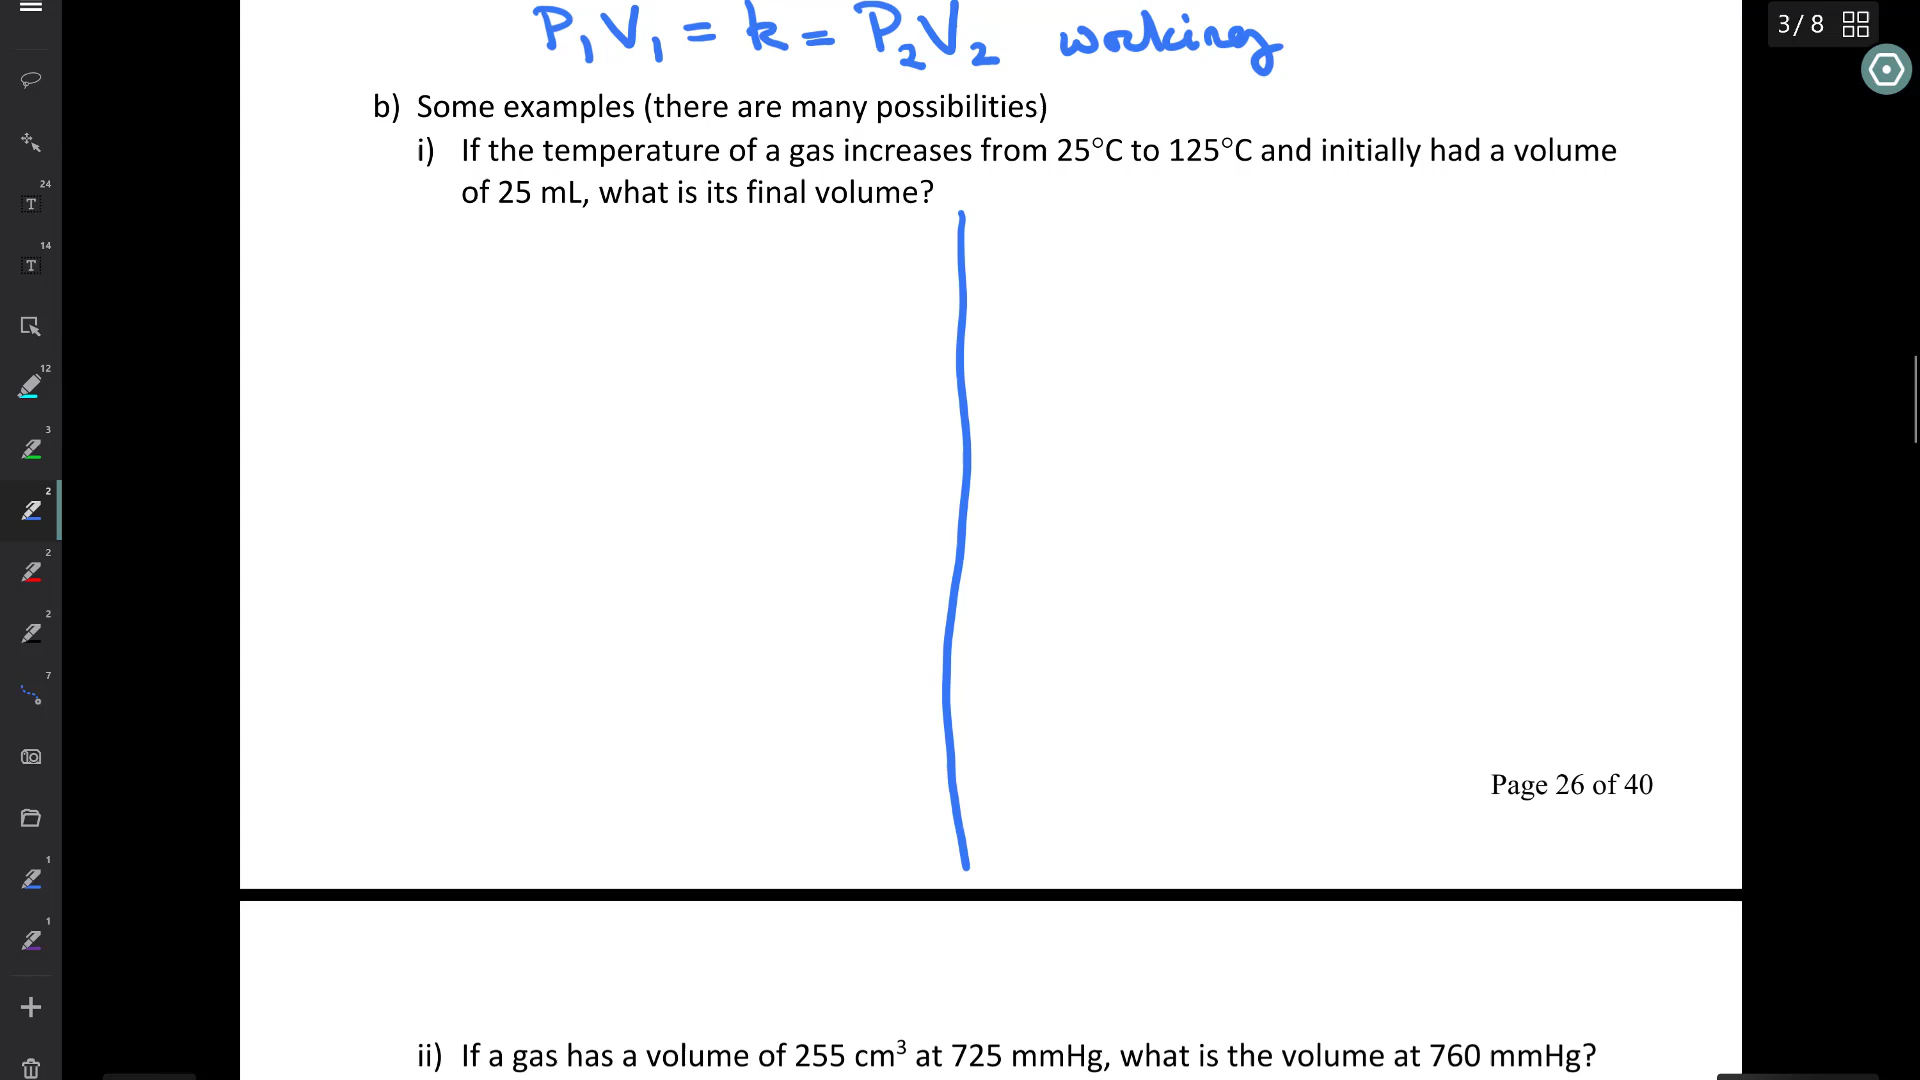 P₁V₁ = k = P₂V₂ working
3 / 8
b) Some examples (there are many possibilities)
i) If the temperature of a gas increases from 25°C to 125°C and initially had a volume
of 25 mL, what is its final volume?
24
T
14
T
12
3
2
2
2
7
1
1
Page 26 of 40
ii) If a gas has a volume of 255 cm³ at 725 mmHg, what is the volume at 760 mmHg?